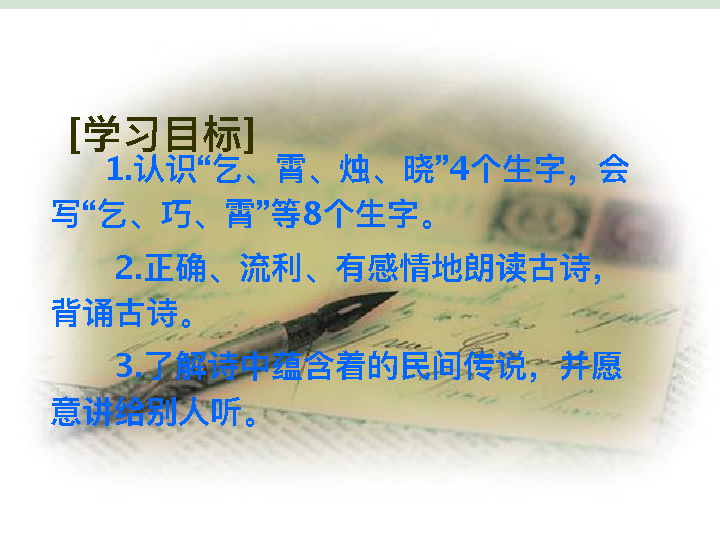 [学习目标]
1.认识“乞、霄、烛、晓”4个生字，会
写“乞、巧、霄”等8个生字。
2.正确、流利、有感情地朗读古诗，
背诵古诗。
3.了解诗中蕴含着的民间传说，并愿
意讲给别人听。